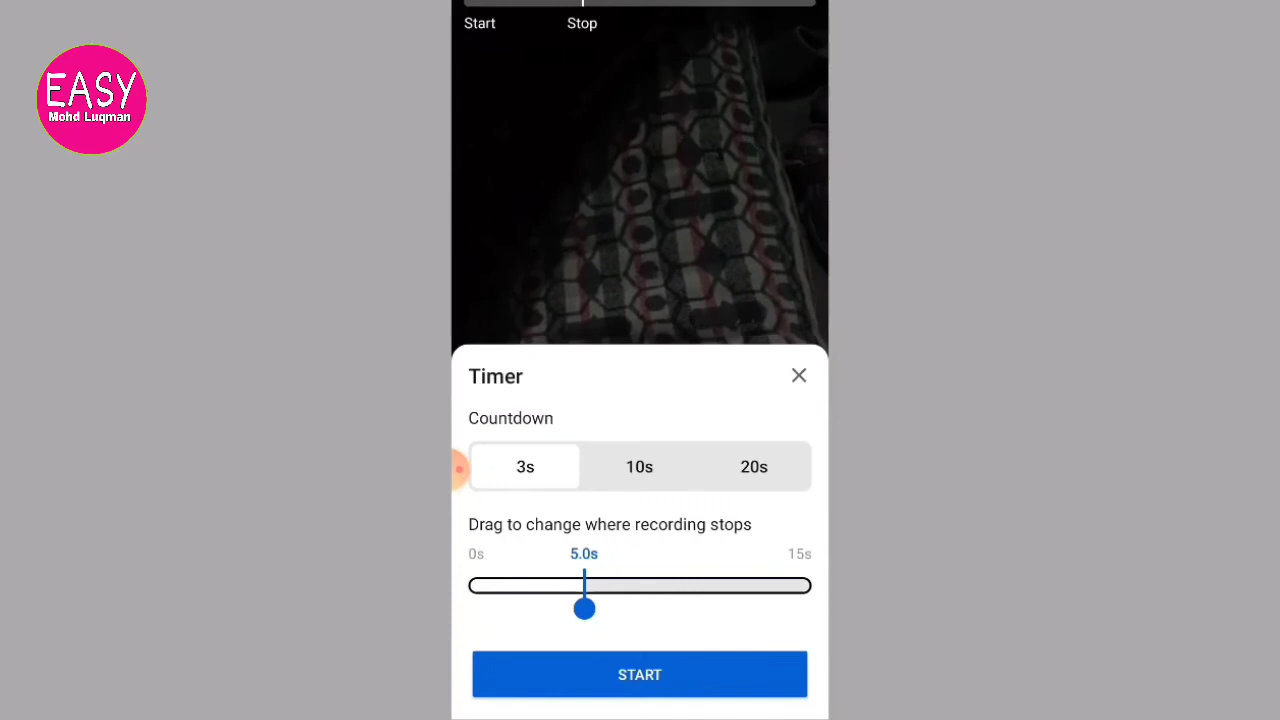 EASY
Mohd Luqman
Start Stop
Timer
Countdown
3s 10s 20s
Drag to change where recording stops
0s 5.0s 15s
START